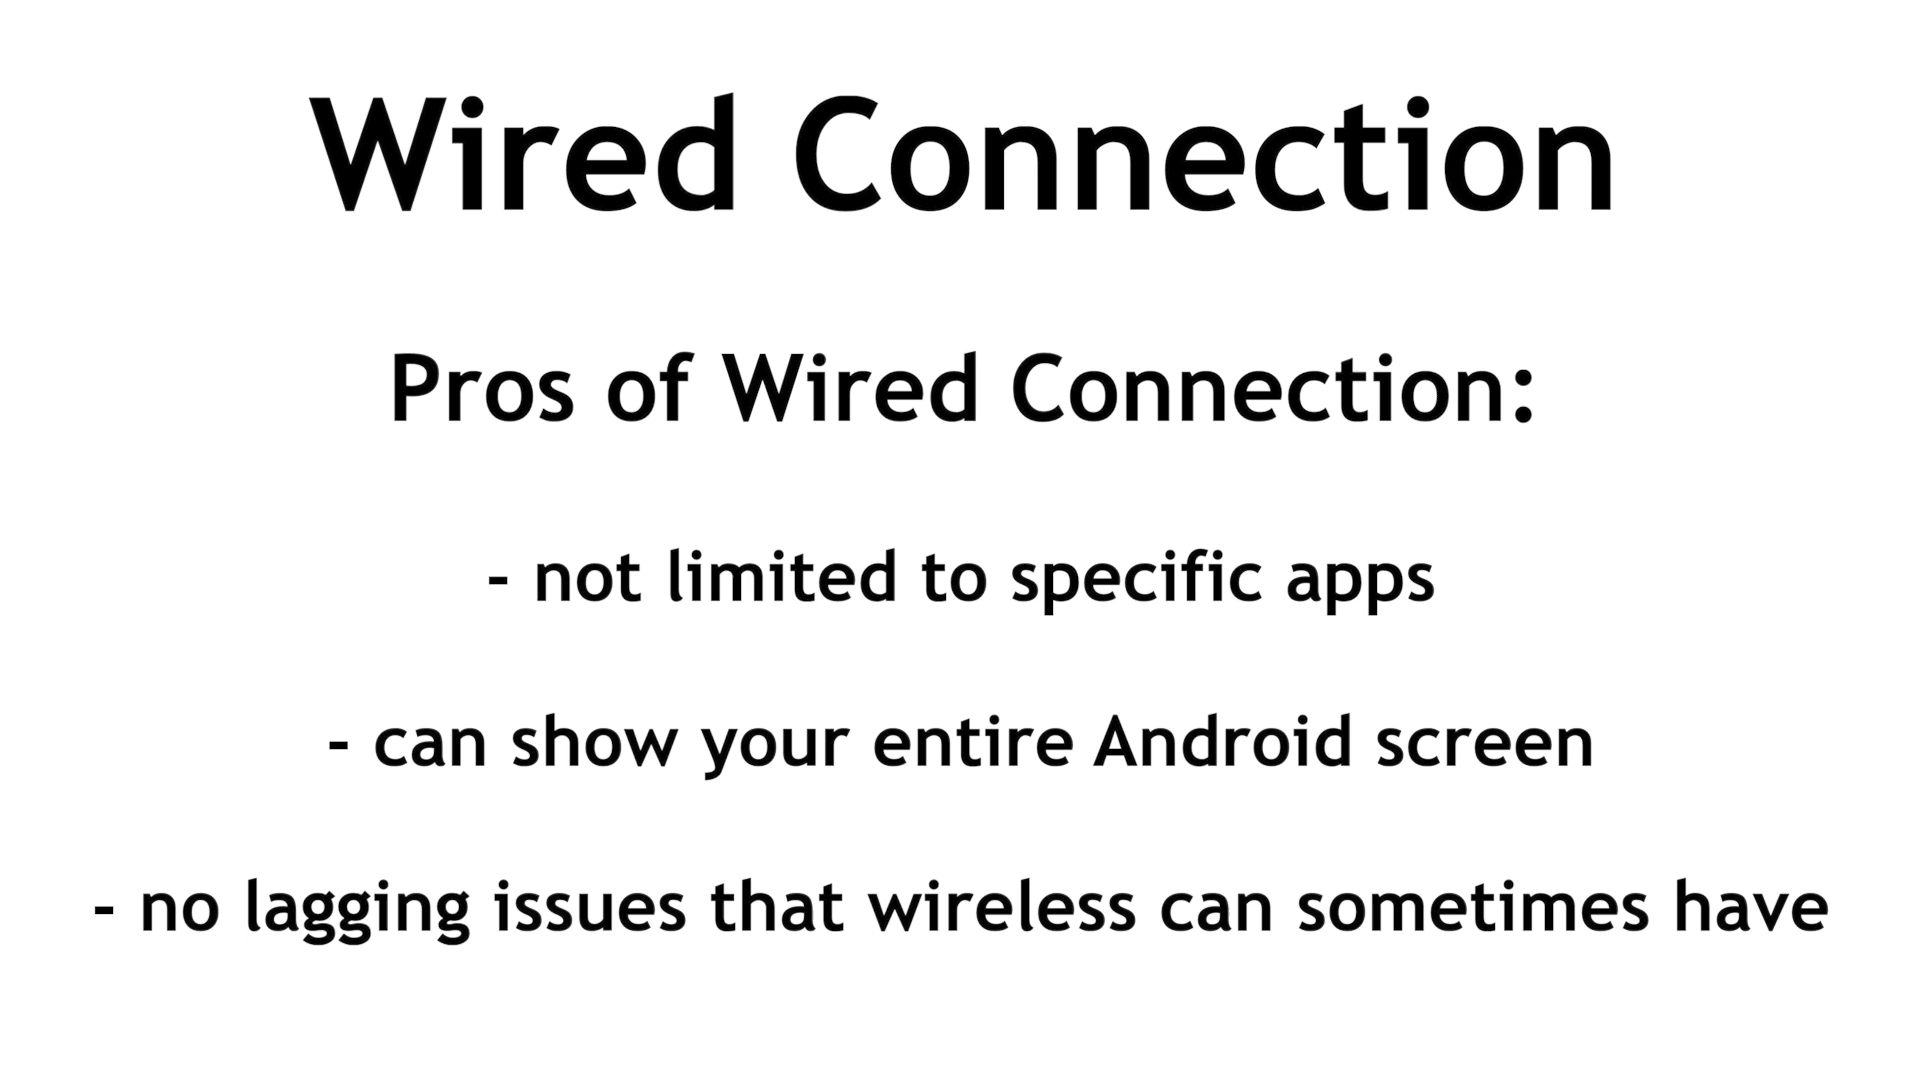 Wired Connection
Pros of Wired Connection:
- not limited to specific apps
- can show your entire Android screen
- no lagging issues that wireless can sometimes have